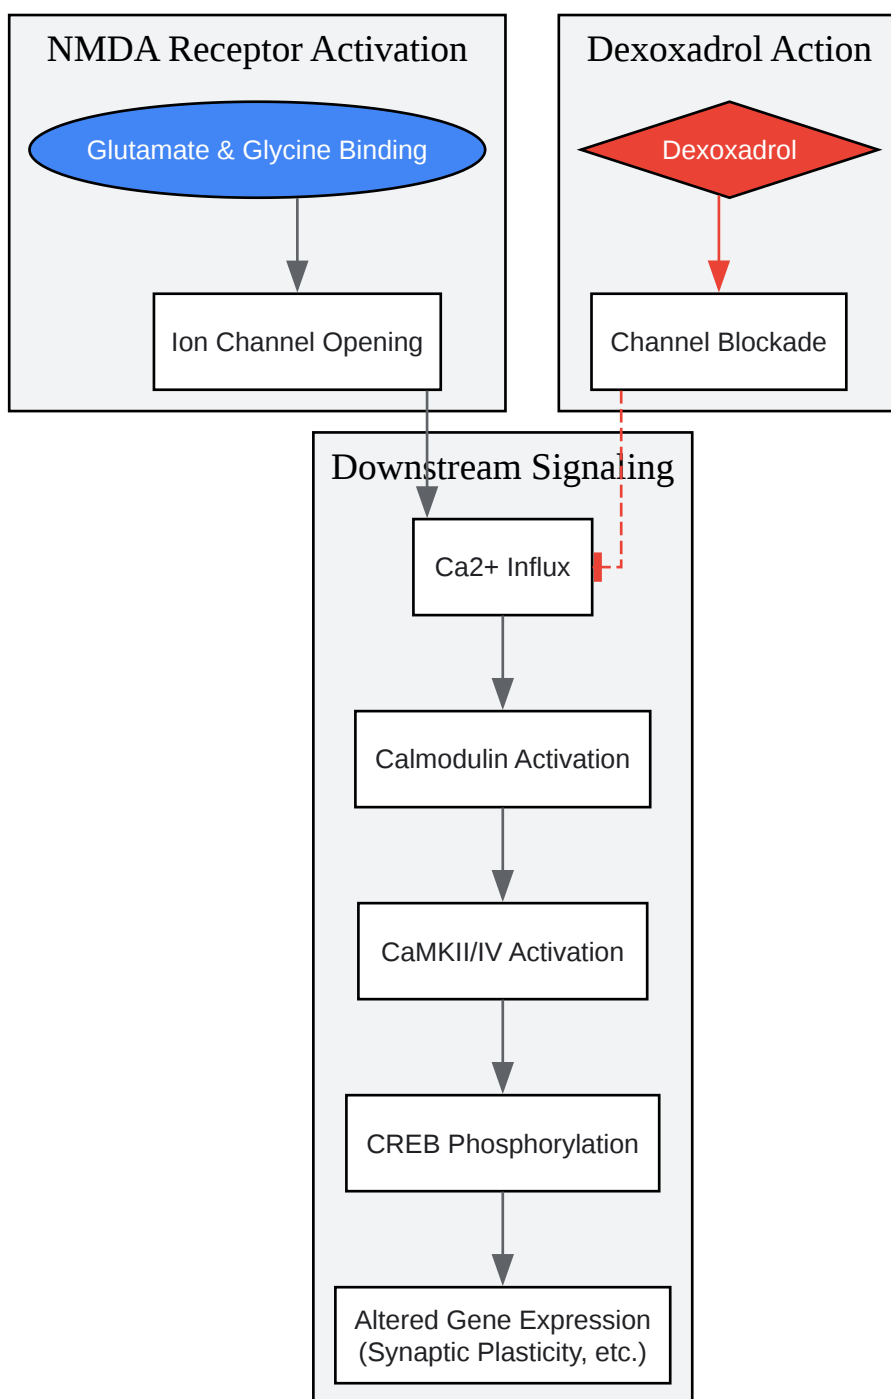 NMDA Receptor Activation
Dexoxadrol Action
Glutamate & Glycine Binding
Dexoxadrol
Ion Channel Opening
Channel Blockade
Downstream Signaling
Ca2+ Influx
Calmodulin Activation
CaMKII/IV Activation
CREB Phosphorylation
Altered Gene Expression
(Synaptic Plasticity, etc.)